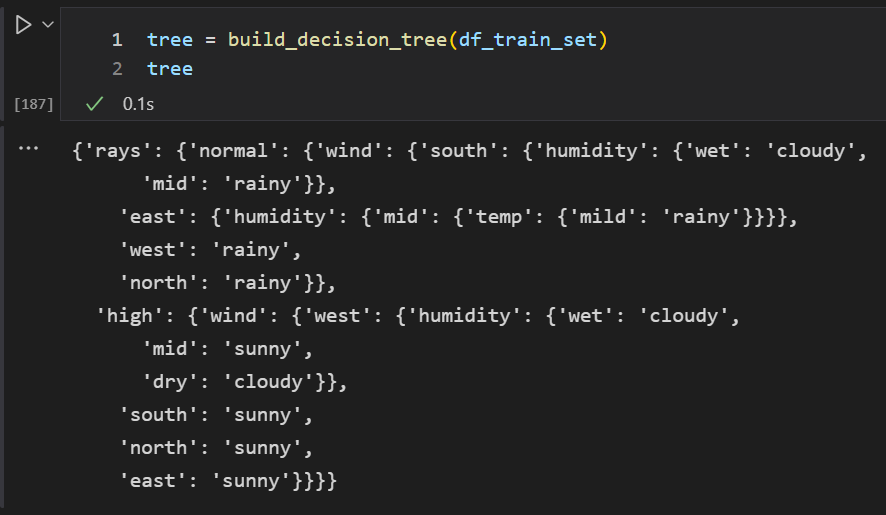 1 tree = build_decision_tree(df_train_set)
2 tree
[187] 0.1s
... {'rays': {'normal': {'wind': {'south': {'humidity': {'wet': 'cloudy',
'mid': 'rainy'}},
'east': {'humidity': {'mid': {'temp': {'mild': 'rainy'}}}},
'west': 'rainy',
'north': 'rainy'}},
'high': {'wind': {'west': {'humidity': {'wet': 'cloudy',
'mid': 'sunny',
'dry': 'cloudy'}},
'south': 'sunny',
'north': 'sunny',
'east': 'sunny'}}}}